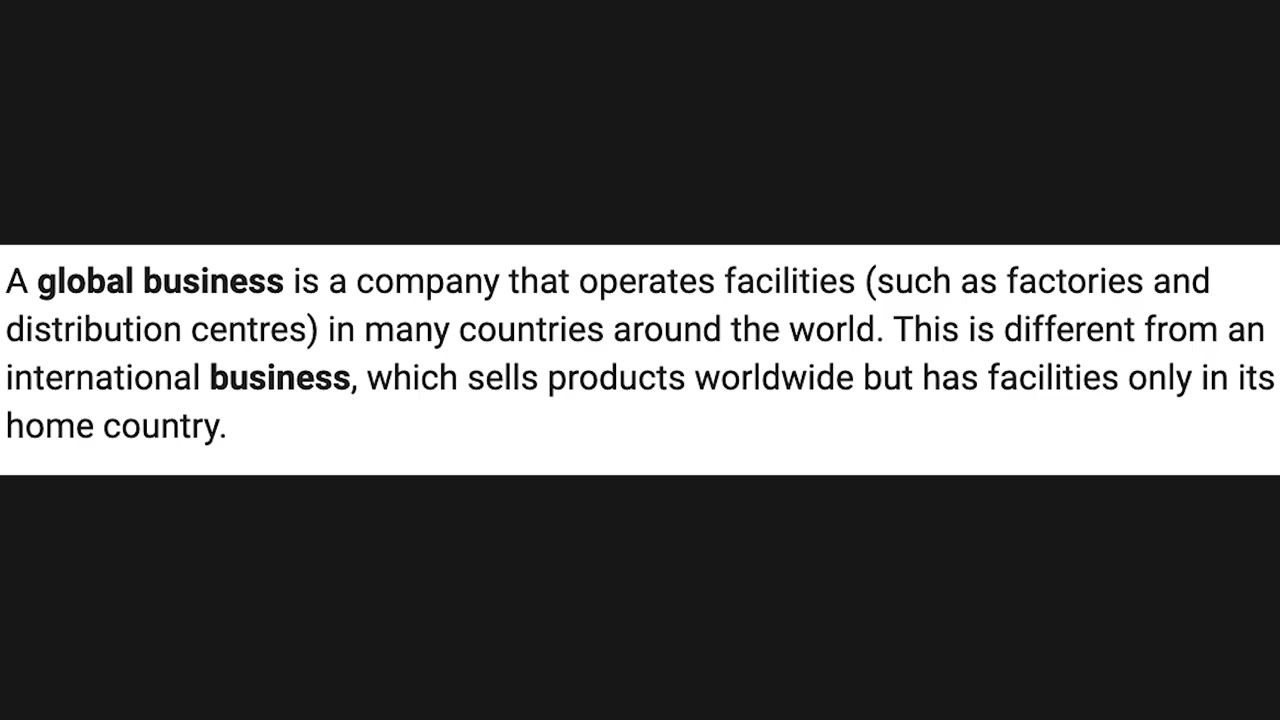 A global business is a company that operates facilities (such as factories and
distribution centres) in many countries around the world. This is different from an
international business, which sells products worldwide but has facilities only in its
home country.